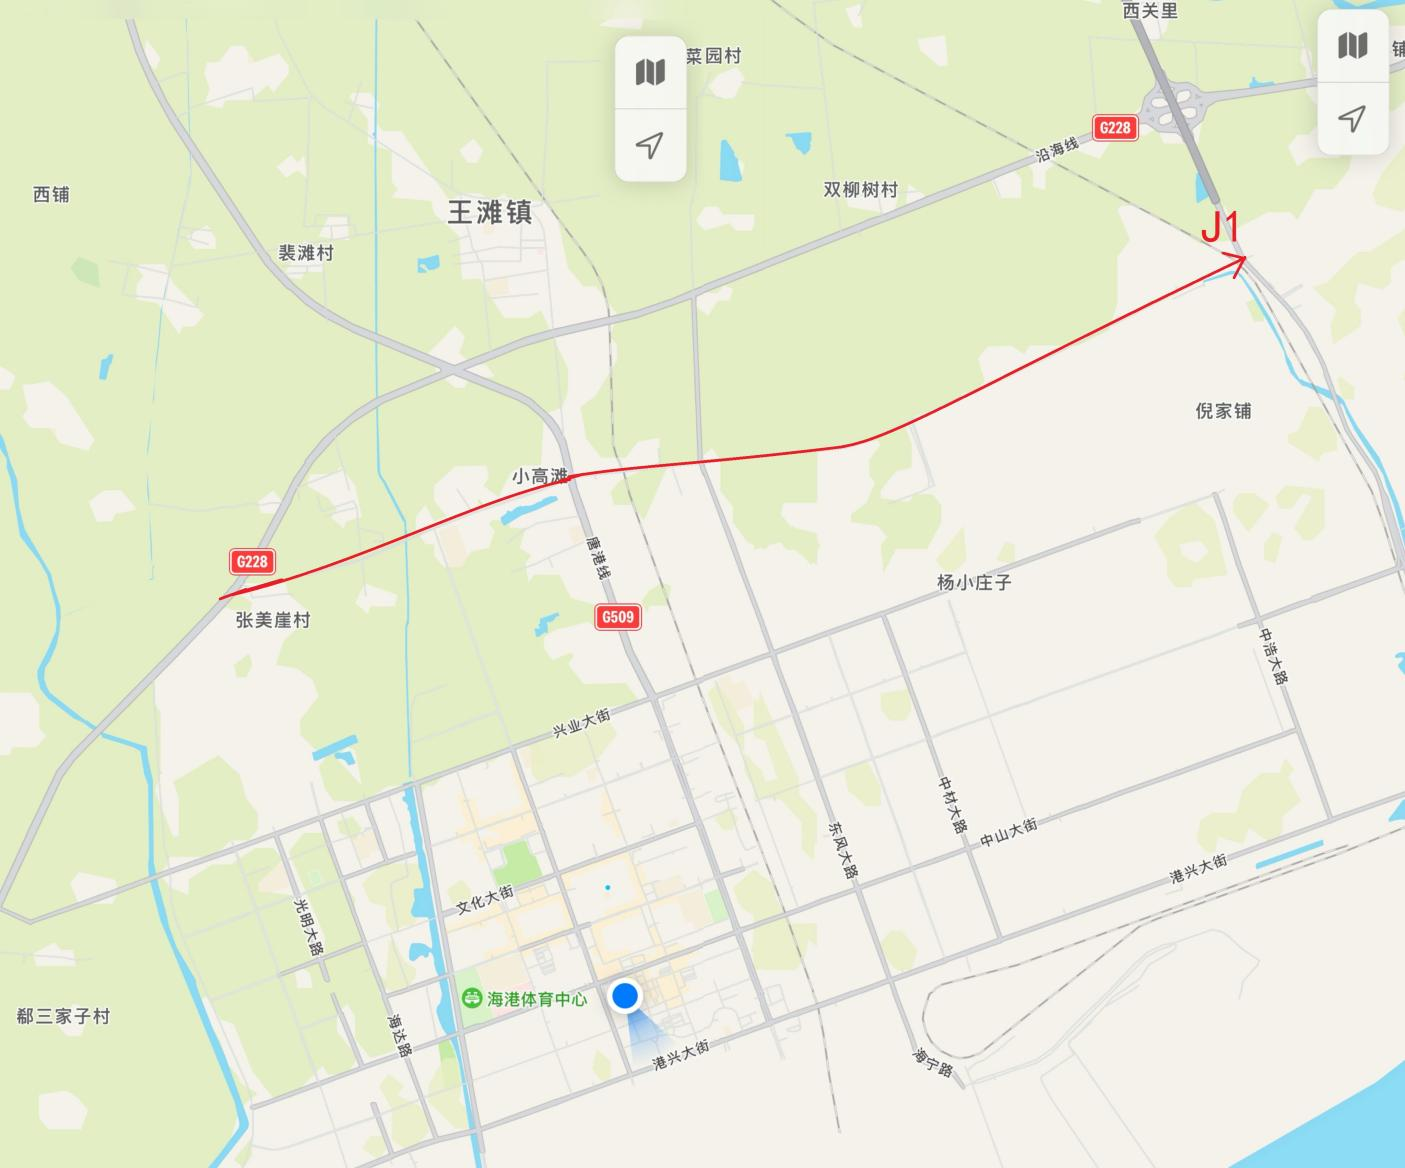 西关里
铺
菜园村
G228
沿海线
双柳树村
西铺
王滩镇
J1
裴滩村
倪家铺
小高滩
唐港线
G228
杨小庄子
张美崖村
G509
中浩大路
兴业大街
中材大路
中山大街
东风大路
港兴大街
文化大街
光明大路
海港体育中心
郗三家子村
海达路
港兴大街
海宁路